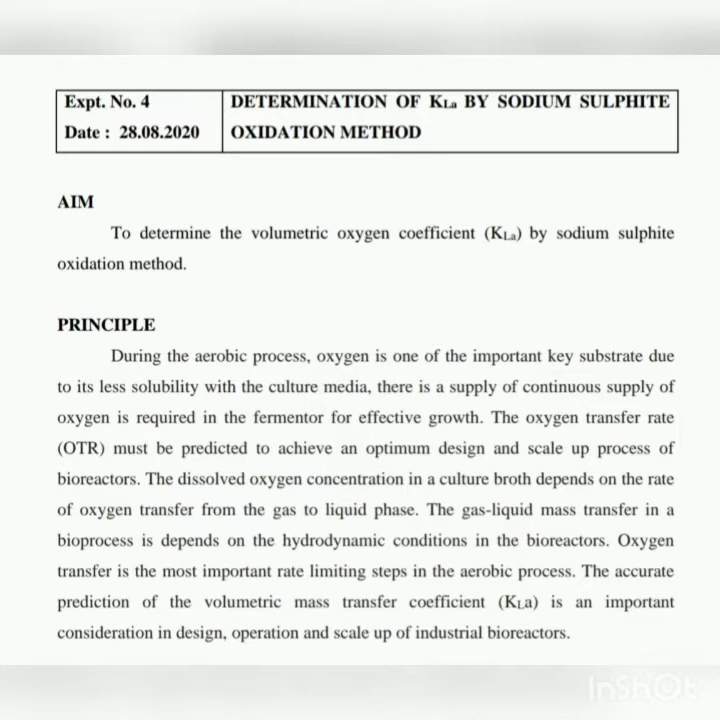 Expt. No. 4
Date : 28.08.2020
DETERMINATION OF KLa BY SODIUM SULPHITE
OXIDATION METHOD
AIM
To determine the volumetric oxygen coefficient (KLa) by sodium sulphite
oxidation method.
PRINCIPLE
During the aerobic process, oxygen is one of the important key substrate due
to its less solubility with the culture media, there is a supply of continuous supply of
oxygen is required in the fermentor for effective growth. The oxygen transfer rate
(OTR) must be predicted to achieve an optimum design and scale up process of
bioreactors. The dissolved oxygen concentration in a culture broth depends on the rate
of oxygen transfer from the gas to liquid phase. The gas-liquid mass transfer in a
bioprocess is depends on the hydrodynamic conditions in the bioreactors. Oxygen
transfer is the most important rate limiting steps in the aerobic process. The accurate
prediction of the volumetric mass transfer coefficient (KLa) is an important
consideration in design, operation and scale up of industrial bioreactors.
InShOt